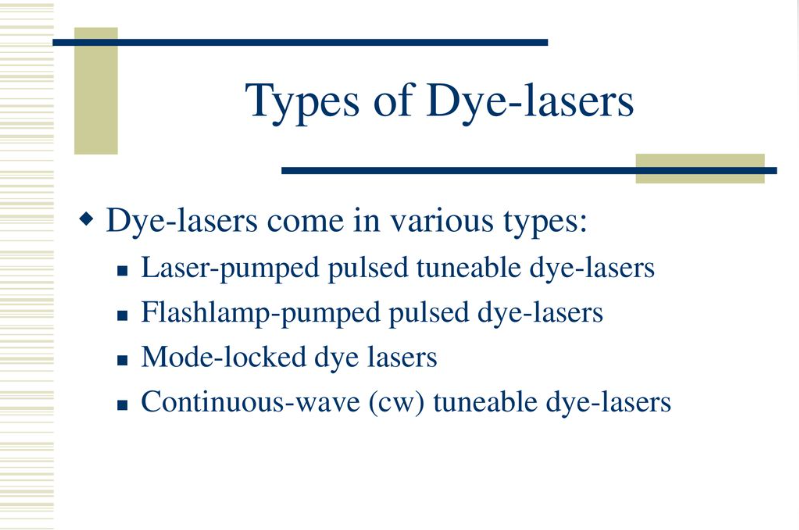 Types of Dye-lasers
Dye-lasers come in various types:
Laser-pumped pulsed tuneable dye-lasers
Flashlamp-pumped pulsed dye-lasers
Mode-locked dye lasers
Continuous-wave (cw) tuneable dye-lasers